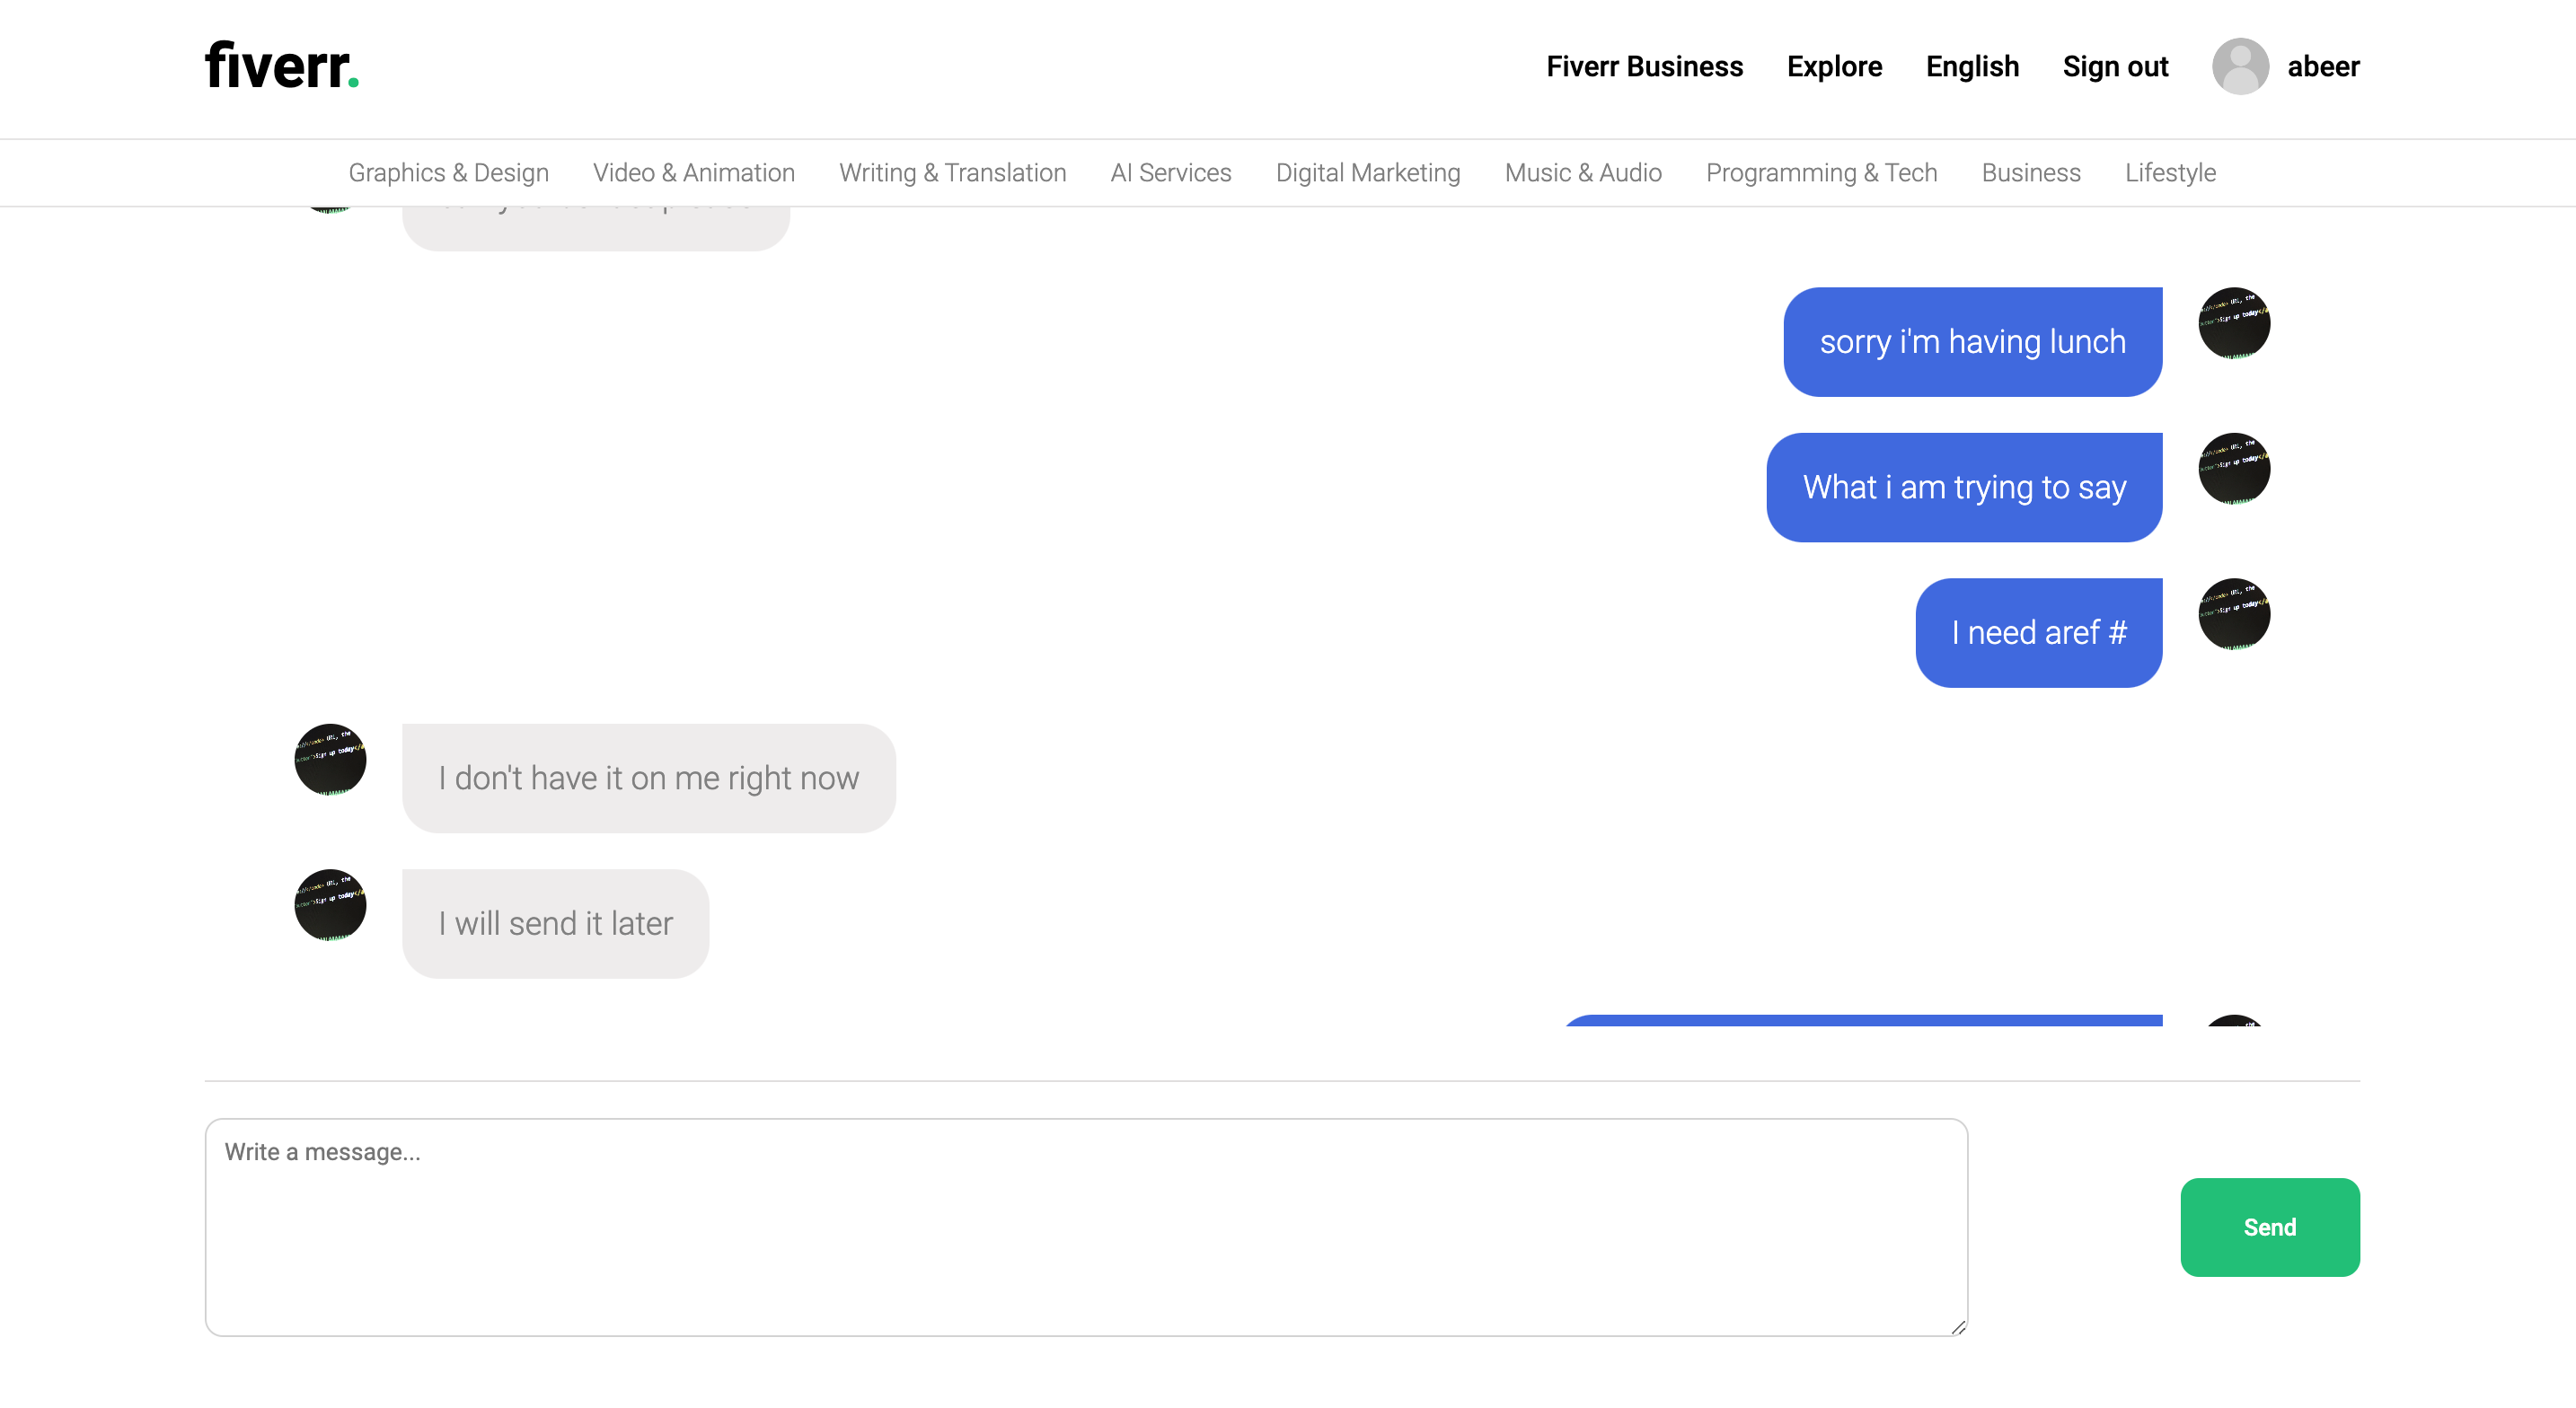 fiverr.
Fiverr Business Explore English Sign out abeer
Graphics & Design Video & Animation Writing & Translation AI Services Digital Marketing Music & Audio Programming & Tech Business Lifestyle
sorry i'm having lunch
What i am trying to say
I need aref #
I don't have it on me right now
I will send it later
Write a message...
Send